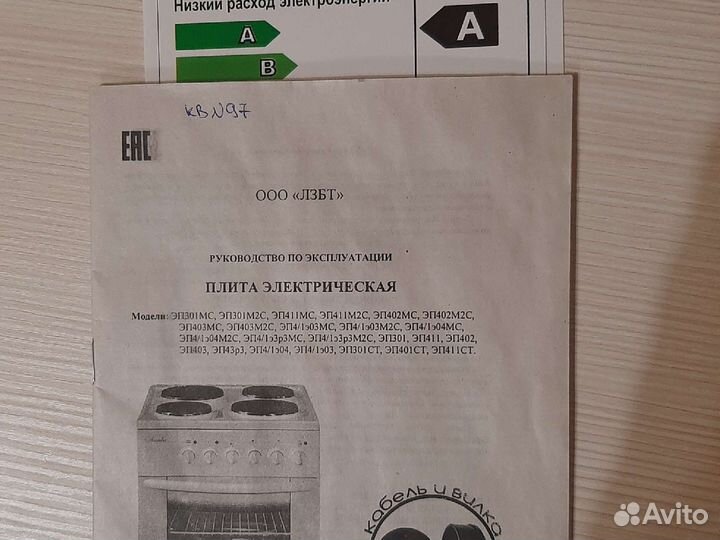 Низкий расход электроэнергии
A
A
B
кв N97
EAC
ООО «ЛЗБТ»
РУКОВОДСТВО ПО ЭКСПЛУАТАЦИИ
ПЛИТА ЭЛЕКТРИЧЕСКАЯ
Модели: ЭП301МС, ЭП301М2С, ЭП411МС, ЭП411М2С, ЭП402МС, ЭП402М2С,
ЭП403МС, ЭП403М2С, ЭП4/1э03МС, ЭП4/1э03М2С, ЭП4/1э04МС,
ЭП4/1э04М2С, ЭП4/1э3р3МС, ЭП4/1э3р3М2С, ЭП301, ЭП411, ЭП402,
ЭП403, ЭП43р3, ЭП4/1э04, ЭП4/1э03, ЭП301СТ, ЭП401СТ, ЭП411СТ.
кабель и вилка
Avito